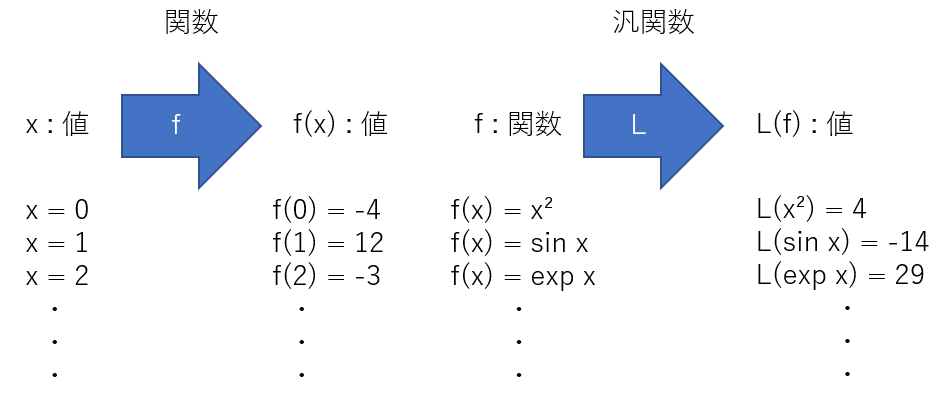 関数
x : 値
f
f(x) : 値
x = 0
f(0) = -4
x = 1
f(1) = 12
x = 2
f(2) = -3
・
・
・
・
・
・
汎関数
f : 関数
L
L(f) : 値
f(x) = x²
L(x²) = 4
f(x) = sin x
L(sin x) = -14
f(x) = exp x
L(exp x) = 29
・
・
・
・
・
・